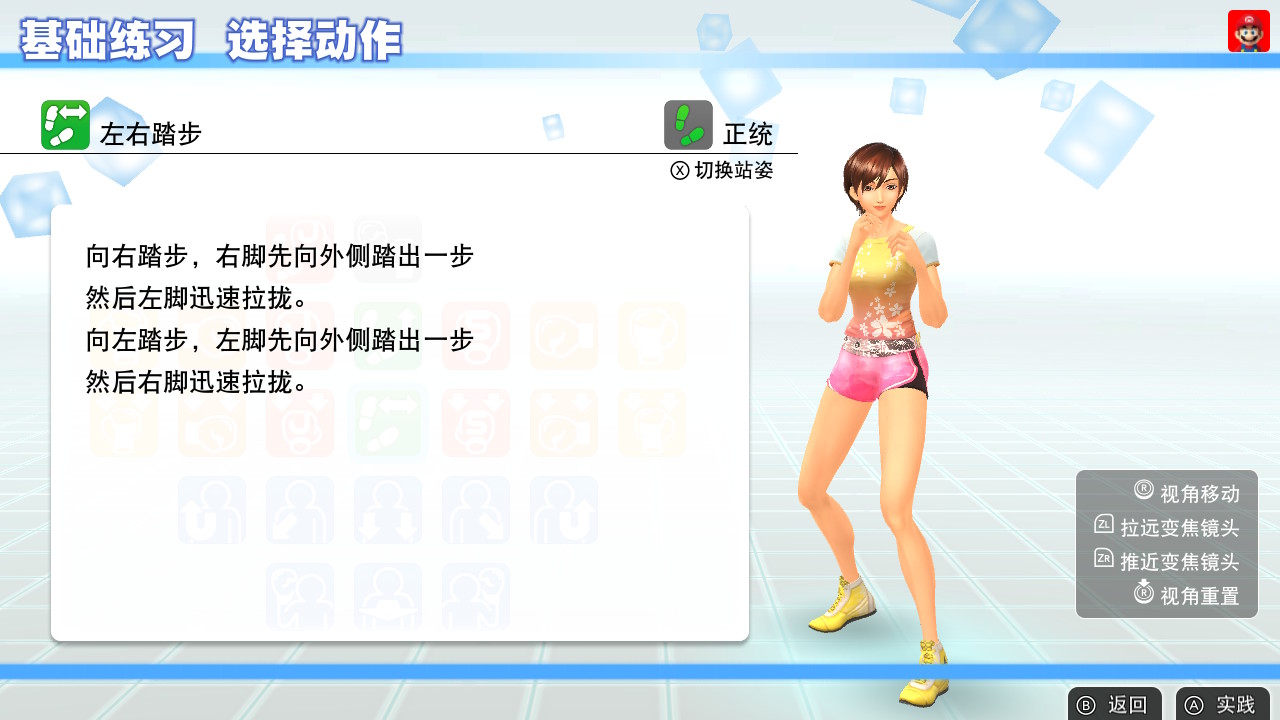 基础练习 选择动作
左右踏步
正统
Ⓧ切换站姿
向右踏步，右脚先向外侧踏出一步
然后左脚迅速拉拢。
向左踏步，左脚先向外侧踏出一步
然后右脚迅速拉拢。
Ⓡ 视角移动
ZL 拉远变焦镜头
ZR 推近变焦镜头
Ⓡ 视角重置
Ⓑ 返回
Ⓐ 实践